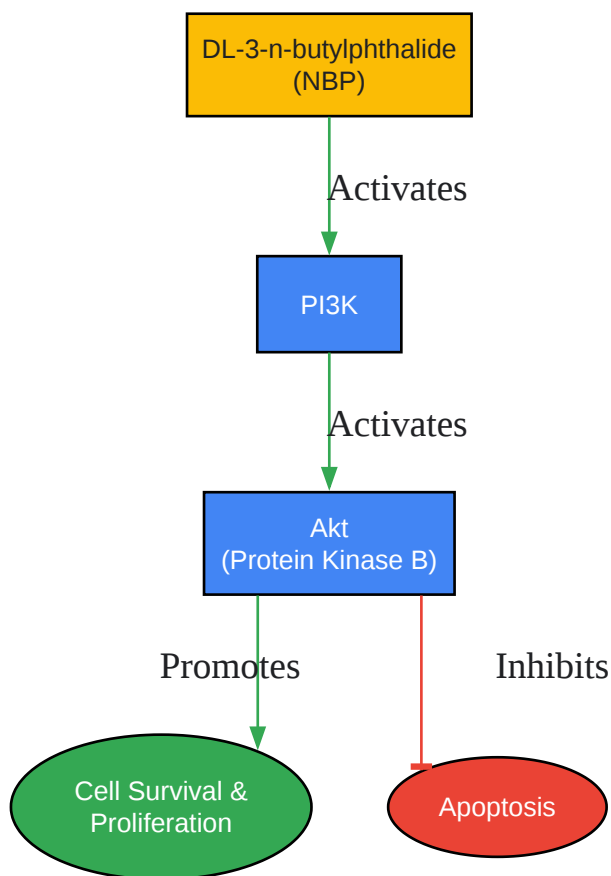 DL-3-n-butylphthalide
(NBP)
Activates
PI3K
Activates
Akt
(Protein Kinase B)
Promotes
Inhibits
Cell Survival &
Proliferation
Apoptosis